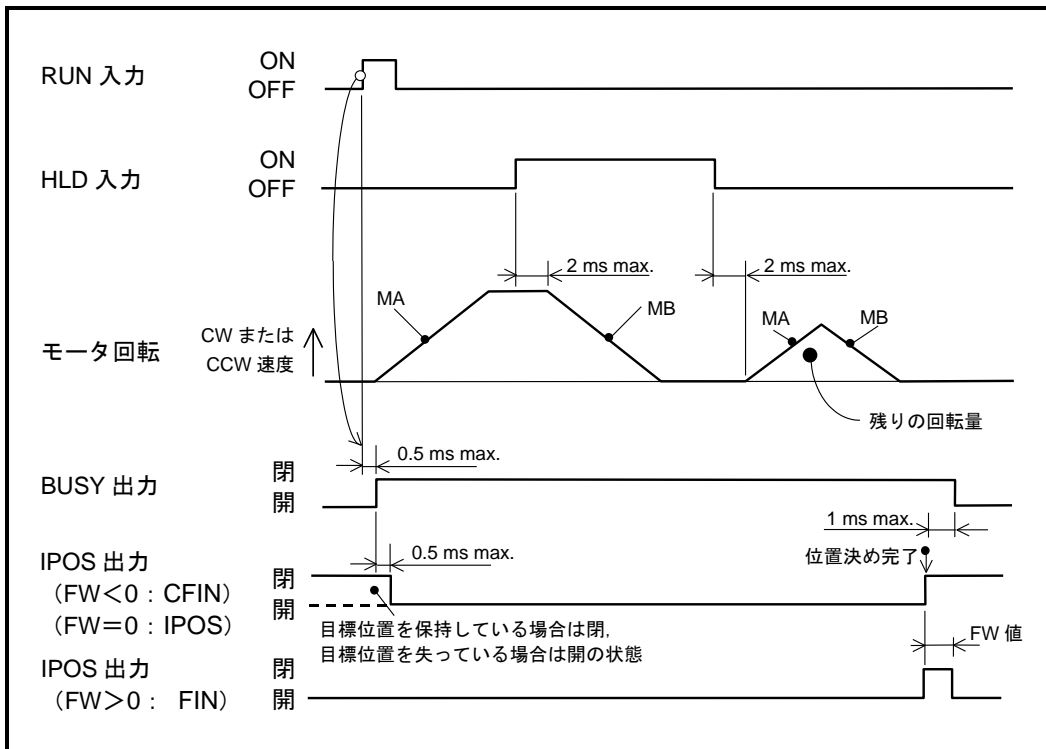 RUN 入力
ON
OFF
HLD 入力
ON
OFF
2 ms max.
2 ms max.
MA
MB
MA
MB
モータ回転
CW または
CCW 速度
残りの回転量
0.5 ms max.
BUSY 出力
閉
開
1 ms max.
0.5 ms max.
位置決め完了
IPOS 出力
(FW<0 : CFIN)
(FW=0 : IPOS)
閉
開
目標位置を保持している場合は閉,
目標位置を失っている場合は開の状態
FW 値
IPOS 出力
(FW>0 : FIN)
閉
開